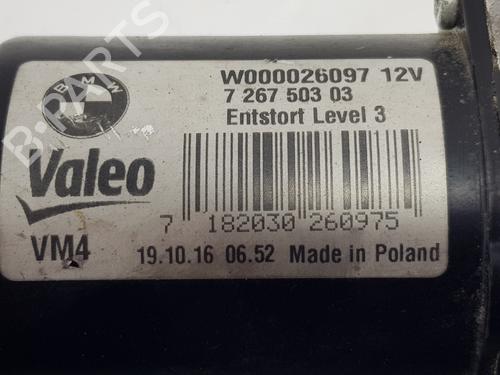 BMW
W000026097 12V
7 267 503 03
Entstort Level 3
Valeo
7 182030 260975
VM4
19.10.16 06.52 Made in Poland
B-PARTS